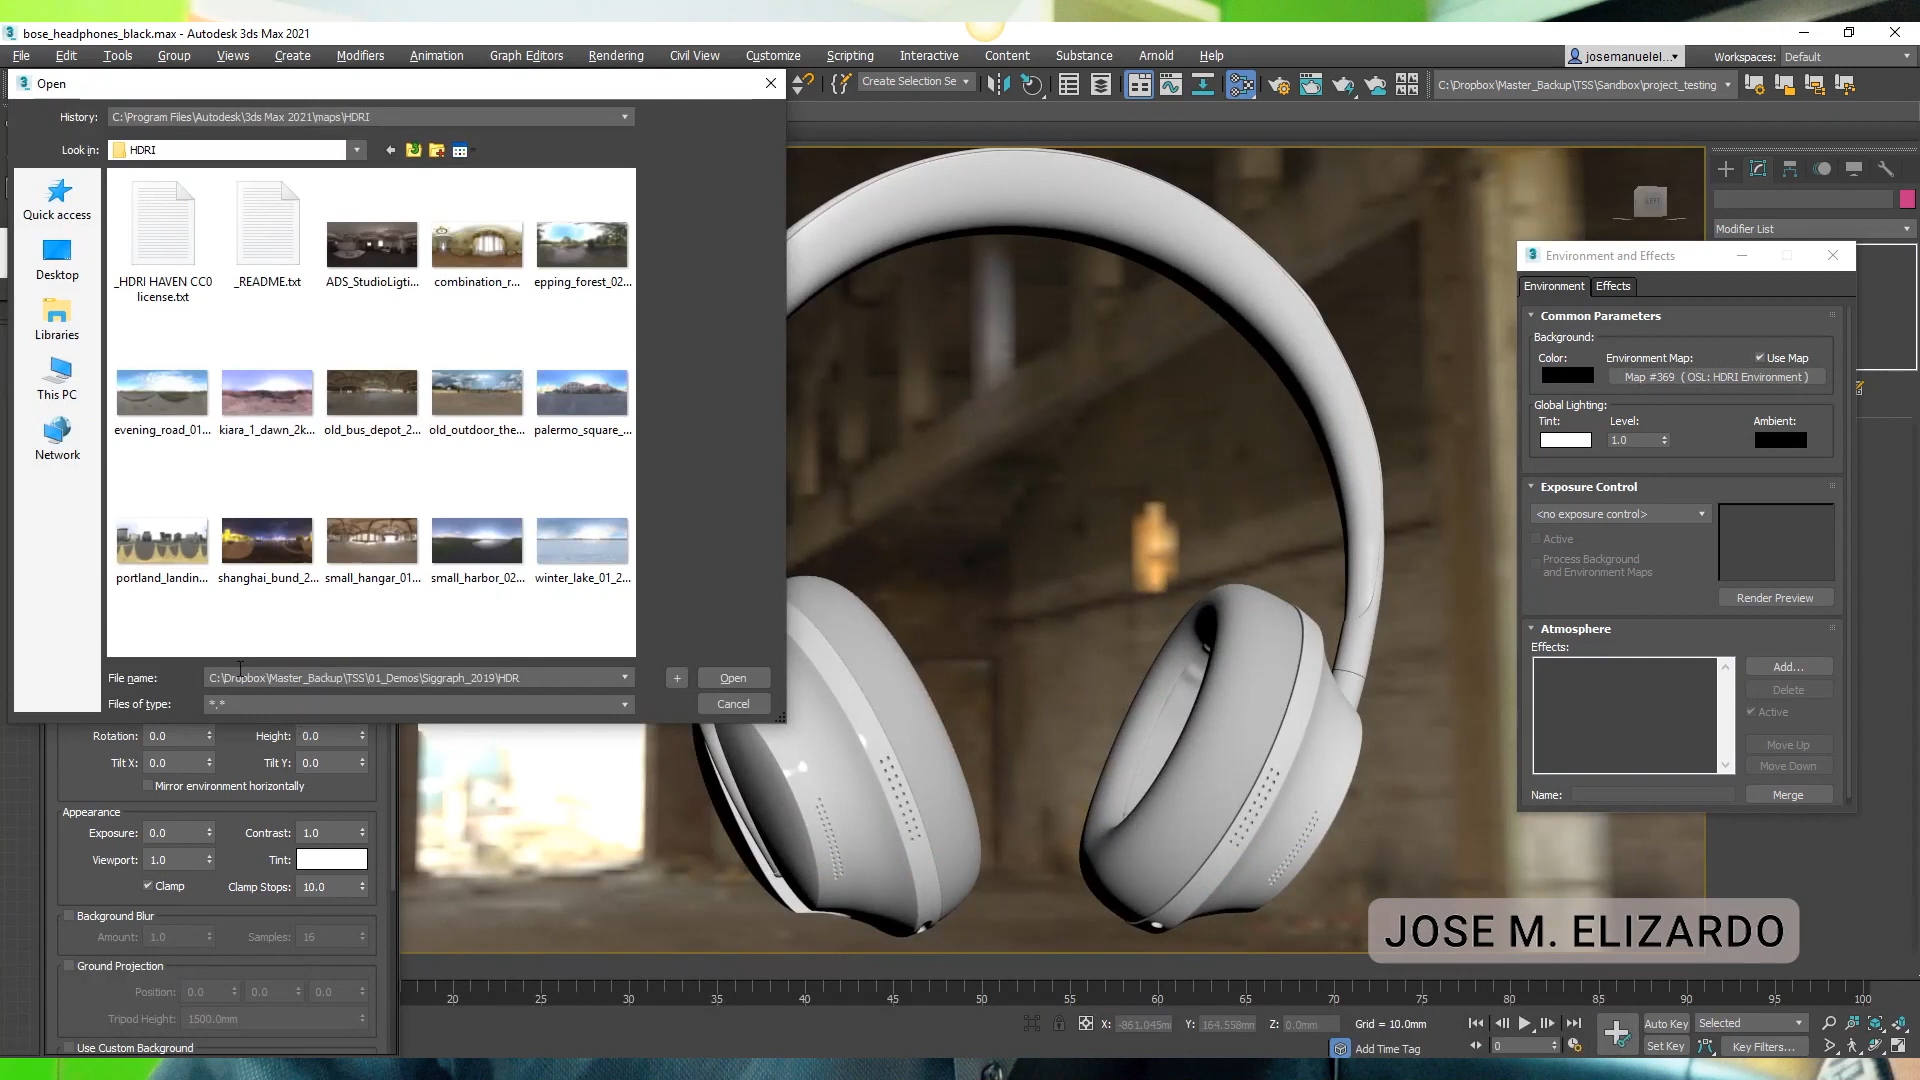 bose_headphones_black.max - Autodesk 3ds Max 2021
File Edit Tools Group Views Create Modifiers Animation Graph Editors Rendering Civil View Customize Scripting Interactive Content Substance Arnold Help
josemanuelel... Workspaces: Default
Open
Create Selection Se
C:\Dropbox\Master_Backup\TSS\Sandbox\project_testing
History: C:\Program Files\Autodesk\3ds Max 2021\maps\HDRI
Look in: HDRI
Quick access
Desktop
Libraries
This PC
Network
_HDRI HAVEN CC0 license.txt
_README.txt
ADS_StudioLigti...
combination_r...
epping_forest_02...
evening_road_01...
kiara_1_dawn_2k...
old_bus_depot_2...
old_outdoor_the...
palermo_square_...
portland_landin...
shanghai_bund_2...
small_hangar_01...
small_harbor_02...
winter_lake_01_2...
File name: C:\Dropbox\Master_Backup\TSS\01_Demos\Siggraph_2019\HDR
+ Open
Files of type: *.*
Cancel
Rotation: 0.0 Height: 0.0
Tilt X: 0.0 Tilt Y: 0.0
Mirror environment horizontally
Appearance
Exposure: 0.0 Contrast: 1.0
Viewport: 1.0 Tint:
Clamp Clamp Stops: 10.0
Background Blur
Amount: 1.0 Samples: 16
Ground Projection
Position: 0.0 0.0 0.0
Tripod Height: 1500.0mm
Use Custom Background
LEFT
Modifier List
Environment and Effects
Environment Effects
Common Parameters
Background:
Color: Environment Map: Use Map
Map #369 ( OSL: HDRI Environment )
Global Lighting:
Tint: Level: Ambient:
1.0
Exposure Control
<no exposure control>
Active
Process Background
and Environment Maps
Render Preview
Atmosphere
Effects:
Add...
Delete
Active
Move Up
Move Down
Name: Merge
JOSE M. ELIZARDO
20 25 30 35 40 45 50 55 60 65 70 75 80 85 90 95 100
X: -861.045m Y: 164.558mm Z: 0.0mm Grid = 10.0mm
Add Time Tag
0
Auto Key Selected
Set Key Key Filters...